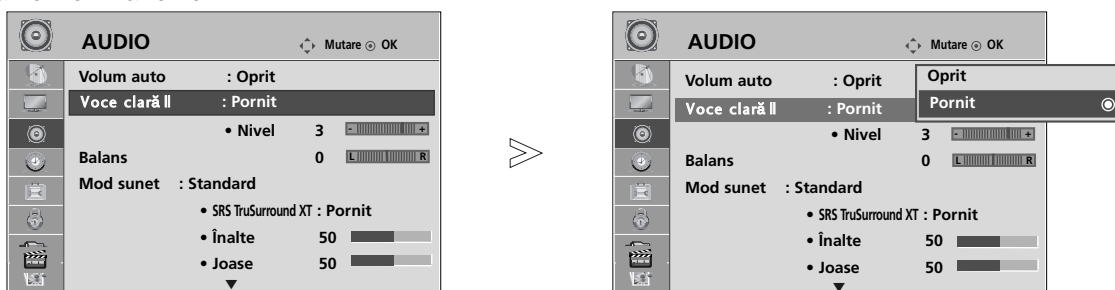 AUDIO Mutare OK
Volum auto : Oprit
Voce clară II : Pornit
• Nivel 3 - +
Balans 0 L R
Mod sunet : Standard
• SRS TruSurround XT : Pornit
• Înalte 50
• Joase 50
AUDIO Mutare OK
Volum auto : Oprit
Voce clară II : Pornit
• Nivel 3 - +
Balans 0 L R
Mod sunet : Standard
• SRS TruSurround XT : Pornit
• Înalte 50
• Joase 50
Oprit
Pornit